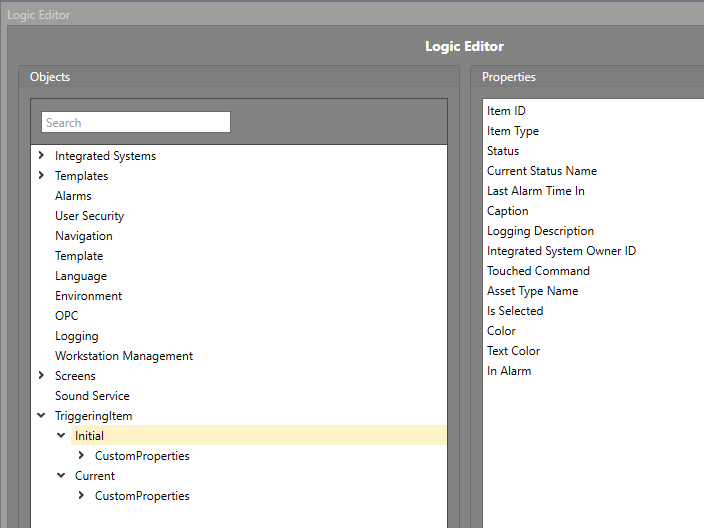 Logic Editor
Logic Editor
Objects
Search
Integrated Systems
Templates
Alarms
User Security
Navigation
Template
Language
Environment
OPC
Logging
Workstation Management
Screens
Sound Service
TriggeringItem
Initial
CustomProperties
Current
CustomProperties
Properties
Item ID
Item Type
Status
Current Status Name
Last Alarm Time In
Caption
Logging Description
Integrated System Owner ID
Touched Command
Asset Type Name
Is Selected
Color
Text Color
In Alarm